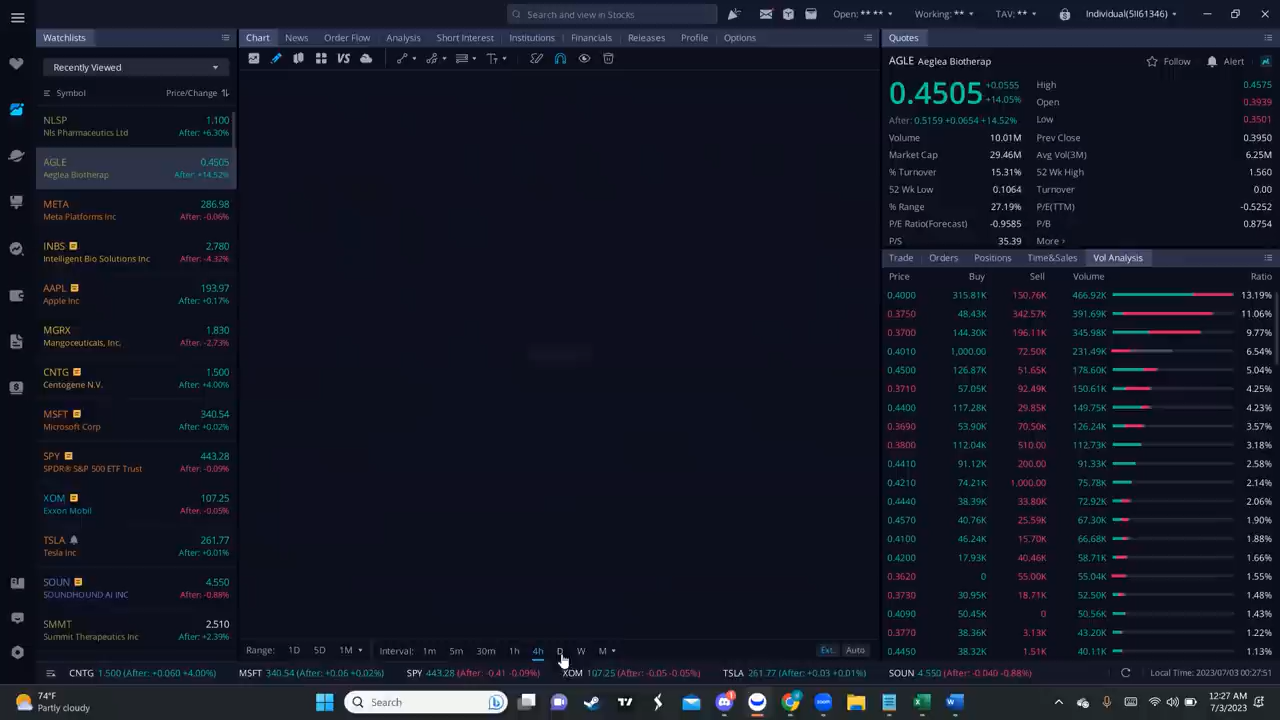 Search and view in Stocks
Open: ** **
Working: **
TAV: **
Individual(5II61346)
Watchlists
Recently Viewed
Symbol Price/Change
NLSP 1.100
Nls Pharmaceutics Ltd After: +6.30%
AGLE 0.4505
Aeglea Biotherap After: +14.52%
META 286.98
Meta Platforms Inc After: -0.06%
INBS 2.780
Intelligent Bio Solutions Inc After: -4.32%
AAPL 193.97
Apple Inc After: +0.17%
MGRX 1.830
Mangoceuticals, Inc. After: -2.73%
CNTG 1.500
Centogene N.V. After: +4.00%
MSFT 340.54
Microsoft Corp After: +0.02%
SPY 443.28
SPDR® S&P 500 ETF Trust After: -0.09%
XOM 107.25
Exxon Mobil After: -0.05%
TSLA 261.77
Tesla Inc After: +0.01%
SOUN 4.550
SOUNDHOUND AI INC After: -0.88%
SMMT 2.510
Summit Therapeutics Inc After: +2.39%
Chart News Order Flow Analysis Short Interest Institutions Financials Releases Profile Options
VS
Range: 1D 5D 1M Interval: 1m 5m 30m 1h 4h D W M Ext. Auto
Quotes
AGLE Aeglea Biotherap Follow Alert
0.4505 +0.0555
+14.05%
After: 0.5159 +0.0654 +14.52%
High 0.4575
Open 0.3939
Low 0.3501
Volume 10.01M Prev Close 0.3950
Market Cap 29.46M Avg Vol(3M) 6.25M
% Turnover 15.31% 52 Wk High 1.560
52 Wk Low 0.1064 Turnover 0.00
% Range 27.19% P/E(TTM) -0.5252
P/E Ratio(Forecast) -0.9585 P/B 0.8754
P/S 35.39 More >
Trade Orders Positions Time&Sales Vol Analysis
Price Buy Sell Volume Ratio
0.4000 315.81K 150.76K 466.92K 13.19%
0.3750 48.43K 342.57K 391.69K 11.06%
0.3700 144.30K 196.11K 345.98K 9.77%
0.4010 1,000.00 72.50K 231.49K 6.54%
0.4500 126.87K 51.65K 178.60K 5.04%
0.3710 57.05K 92.49K 150.61K 4.25%
0.4400 117.28K 29.85K 149.75K 4.23%
0.3690 53.90K 70.50K 126.24K 3.57%
0.3800 112.04K 510.00 112.73K 3.18%
0.4410 91.12K 200.00 91.33K 2.58%
0.4210 74.21K 1,000.00 75.78K 2.14%
0.4440 38.39K 33.80K 72.92K 2.06%
0.4570 40.76K 25.59K 67.30K 1.90%
0.4100 46.24K 15.70K 66.68K 1.88%
0.4200 17.93K 40.46K 58.71K 1.66%
0.3620 0 55.00K 55.04K 1.55%
0.3730 30.95K 18.71K 52.50K 1.48%
0.4090 50.45K 0 50.56K 1.43%
0.3770 38.36K 3.13K 43.20K 1.22%
0.4450 38.32K 1.51K 40.11K 1.13%
CNTG 1.500 (After: +0.060 +4.00%) MSFT 340.54 (After: +0.06 +0.02%) SPY 443.28 (After: -0.41 -0.09%) XOM 107.25 (After: -0.05 -0.05%) TSLA 261.77 (After: +0.03 +0.01%) SOUN 4.550 (After: -0.040 -0.88%) Local Time: 2023/07/03 00:27:51
74°F
Partly cloudy
Search
12:27 AM
7/3/2023